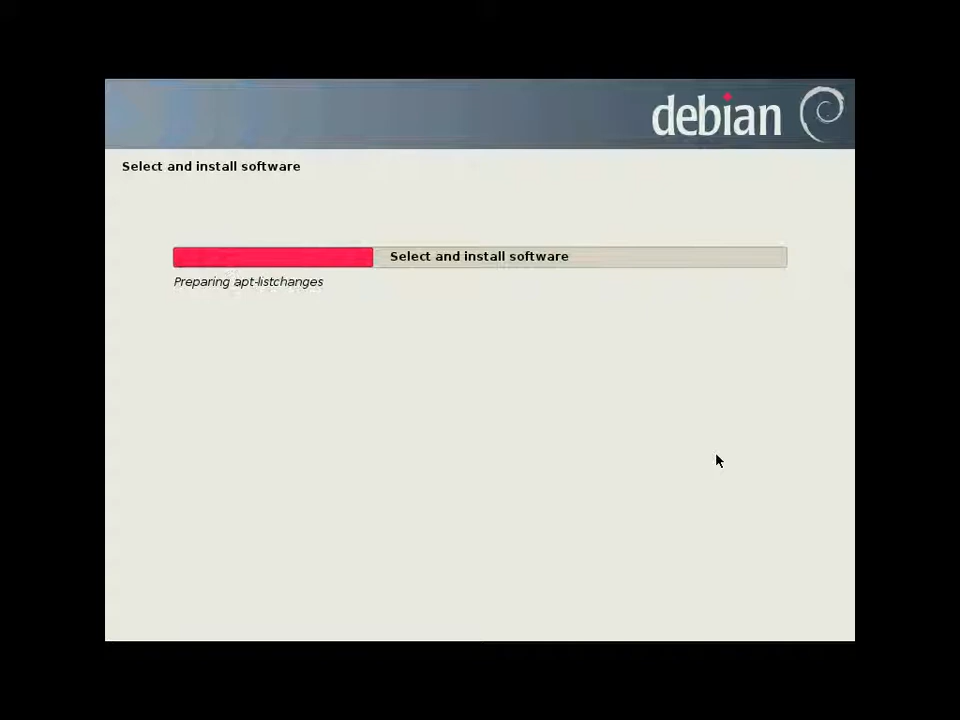 debian
Select and install software
Select and install software
Preparing apt-listchanges